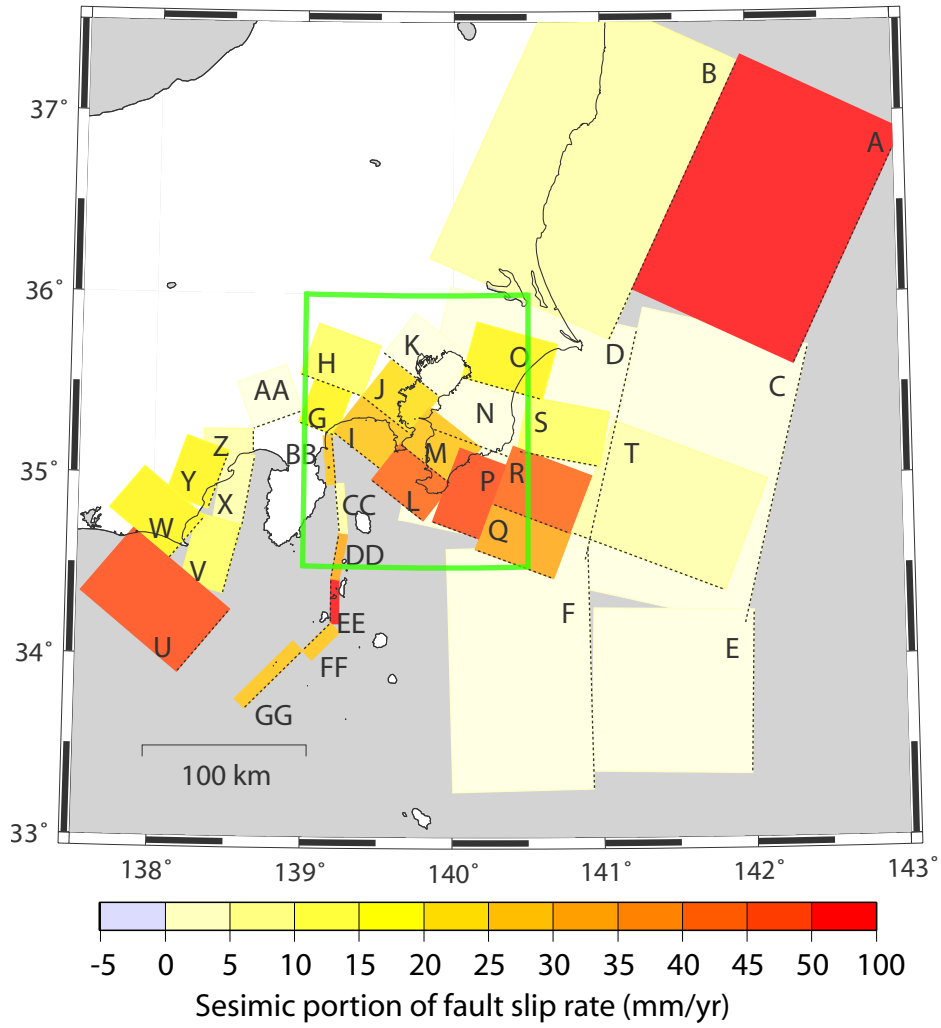 B
A
37°
36°
D
K
O
H
C
J
AA
N
G
S
Z
I
BB
M
T
35°
Y
P
R
X
L
CC
W
Q
DD
V
F
EE
U
E
34°
FF
GG
100 km
33°
138° 139° 140° 141° 142° 143°
-5 0 5 10 15 20 25 30 35 40 45 50 100
Sesimic portion of fault slip rate (mm/yr)